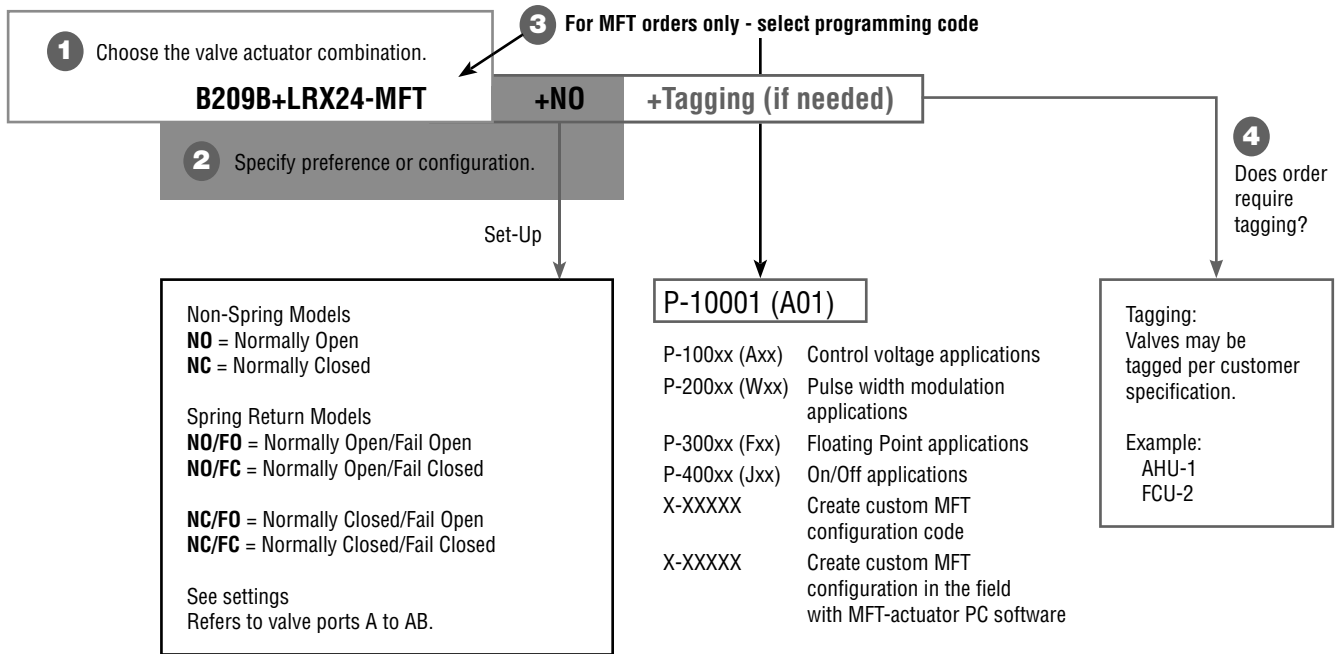 3 For MFT orders only - select programming code
1 Choose the valve actuator combination.
B209B+LRX24-MFT +NO +Tagging (if needed)
2 Specify preference or configuration.
Set-Up
Non-Spring Models
NO = Normally Open
NC = Normally Closed
Spring Return Models
NO/FO = Normally Open/Fail Open
NO/FC = Normally Open/Fail Closed
NC/FO = Normally Closed/Fail Open
NC/FC = Normally Closed/Fail Closed
See settings
Refers to valve ports A to AB.
P-10001 (A01)
P-100xx (Axx) Control voltage applications
P-200xx (Wxx) Pulse width modulation
applications
P-300xx (Fxx) Floating Point applications
P-400xx (Jxx) On/Off applications
X-XXXXX Create custom MFT
configuration code
X-XXXXX Create custom MFT
configuration in the field
with MFT-actuator PC software
4
Does order
require
tagging?
Tagging:
Valves may be
tagged per customer
specification.
Example:
AHU-1
FCU-2